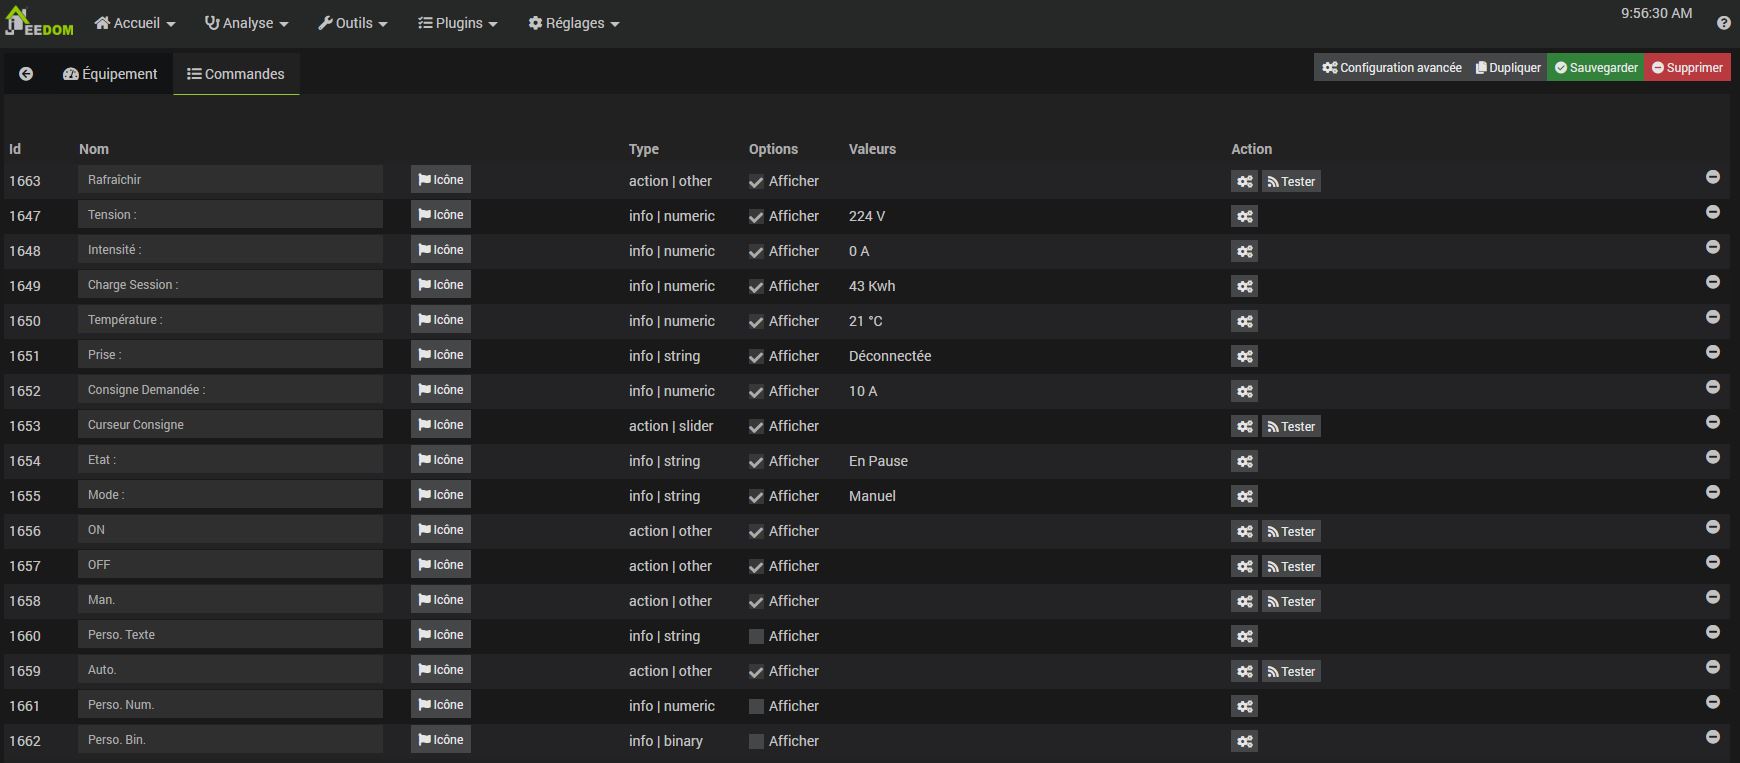 JEEDOM Accueil Analyse Outils Plugins Réglages 9:56:30 AM
Équipement Commandes Configuration avancée Dupliquer Sauvegarder Supprimer
Id Nom Type Options Valeurs Action
1663 Rafraîchir Icône action | other Afficher Tester
1647 Tension : Icône info | numeric Afficher 224 V
1648 Intensité : Icône info | numeric Afficher 0 A
1649 Charge Session : Icône info | numeric Afficher 43 Kwh
1650 Température : Icône info | numeric Afficher 21 °C
1651 Prise : Icône info | string Afficher Déconnectée
1652 Consigne Demandée : Icône info | numeric Afficher 10 A
1653 Curseur Consigne Icône action | slider Afficher Tester
1654 Etat : Icône info | string Afficher En Pause
1655 Mode : Icône info | string Afficher Manuel
1656 ON Icône action | other Afficher Tester
1657 OFF Icône action | other Afficher Tester
1658 Man. Icône action | other Afficher Tester
1660 Perso. Texte Icône info | string Afficher
1659 Auto. Icône action | other Afficher Tester
1661 Perso. Num. Icône info | numeric Afficher
1662 Perso. Bin. Icône info | binary Afficher